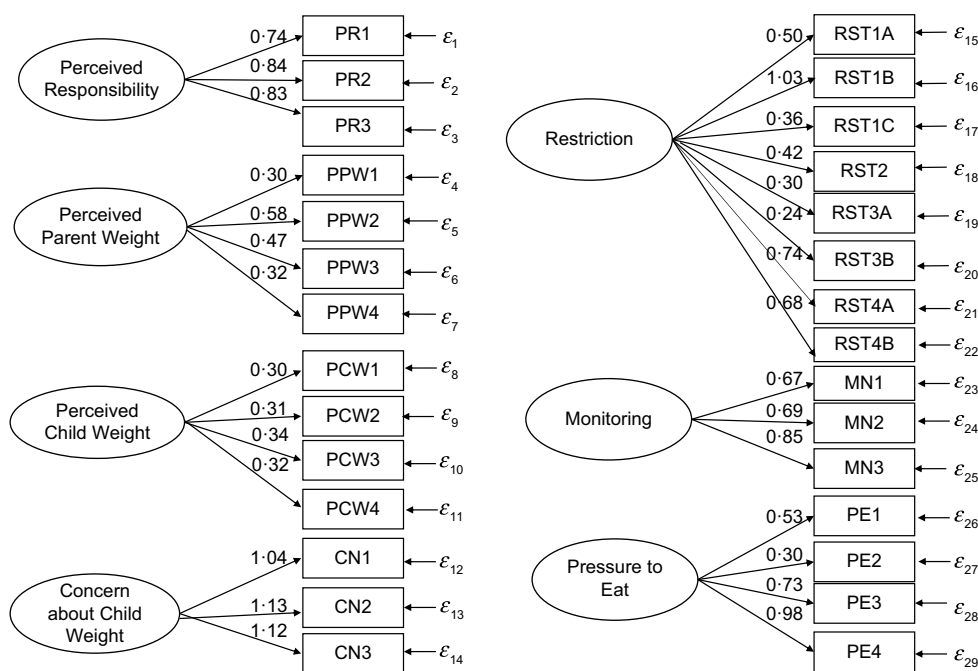 Perceived
Responsibility
0·74
0·84
0·83
PR1
PR2
PR3
ε1
ε2
ε3
Perceived
Parent Weight
0·30
0·58
0·47
0·32
PPW1
PPW2
PPW3
PPW4
ε4
ε5
ε6
ε7
Perceived
Child Weight
0·30
0·31
0·34
0·32
PCW1
PCW2
PCW3
PCW4
ε8
ε9
ε10
ε11
Concern
about Child
Weight
1·04
1·13
1·12
CN1
CN2
CN3
ε12
ε13
ε14
Restriction
0·50
1·03
0·36
0·42
0·30
0·24
0·74
0·68
RST1A
RST1B
RST1C
RST2
RST3A
RST3B
RST4A
RST4B
ε15
ε16
ε17
ε18
ε19
ε20
ε21
ε22
Monitoring
0·67
0·69
0·85
MN1
MN2
MN3
ε23
ε24
ε25
Pressure to
Eat
0·53
0·30
0·73
0·98
PE1
PE2
PE3
PE4
ε26
ε27
ε28
ε29